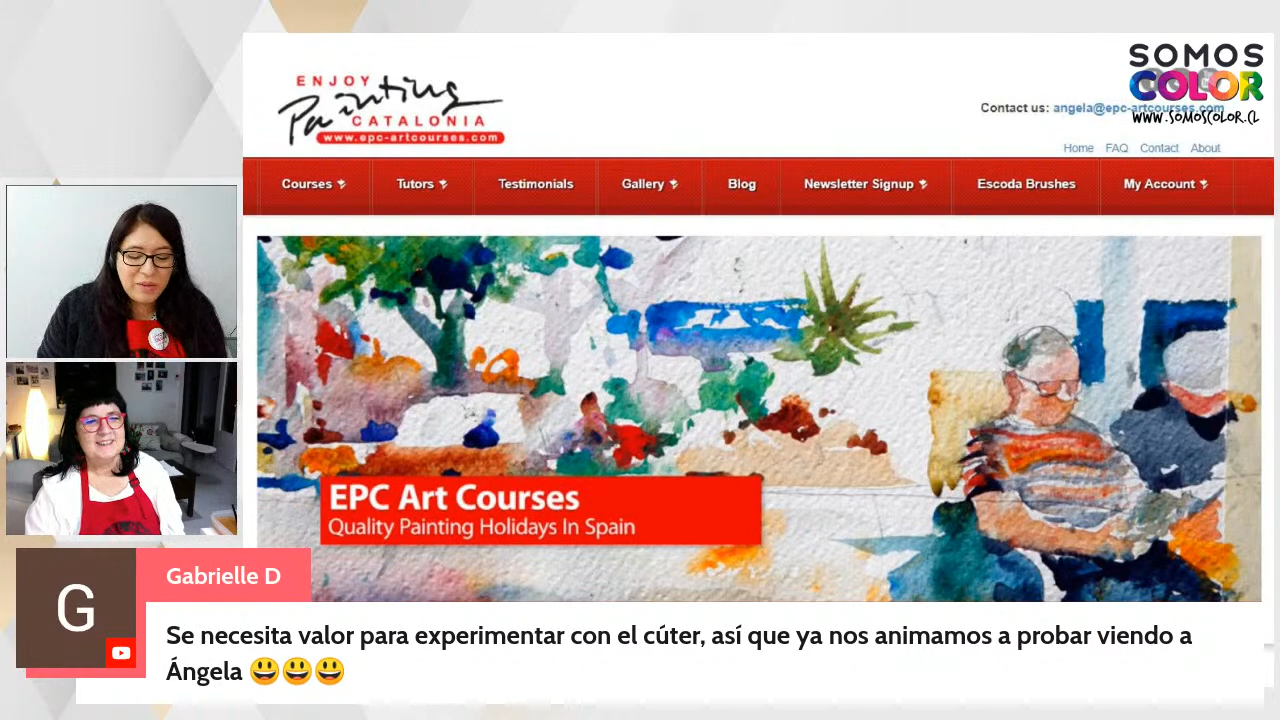 ENJOY
Painting
CATALONIA
www.epc-artcourses.com
SOMOS
COLOR
www.SOMOSCOLOR.CL
Contact us: angela@epc-artcourses.com
Home FAQ Contact About
Courses Tutors Testimonials Gallery Blog Newsletter Signup Escoda Brushes My Account
EPC Art Courses
Quality Painting Holidays In Spain
G
Gabrielle D
Se necesita valor para experimentar con el cúter, así que ya nos animamos a probar viendo a
Ángela 😃😃😃